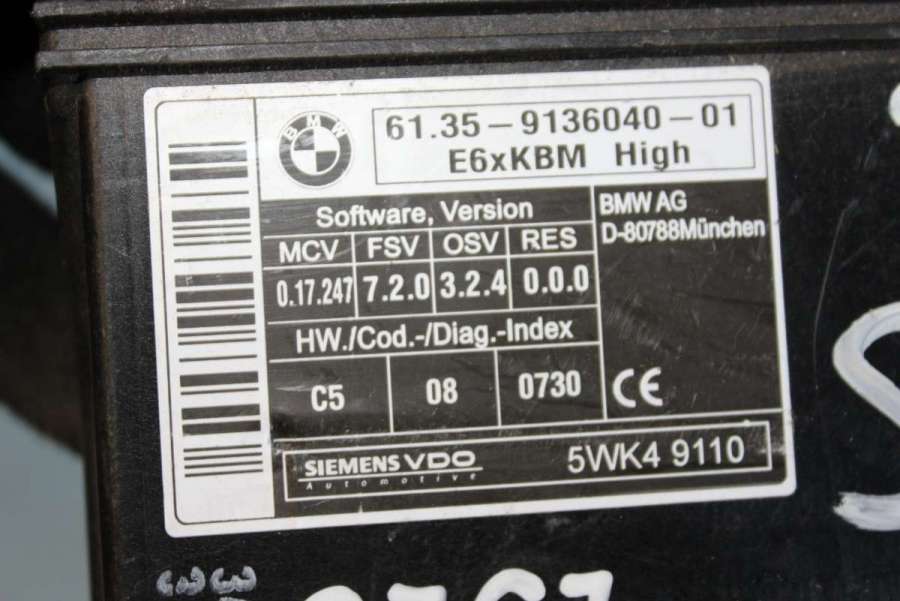 BMW
61.35-9136040-01
E6xKBM High
Software, Version
MCV FSV OSV RES
0.17.247 7.2.0 3.2.4 0.0.0
HW./Cod.-/Diag.-Index
C5 08 0730
BMW AG
D-80788München
CE
SIEMENS VDO
Automotive
5WK4 9110